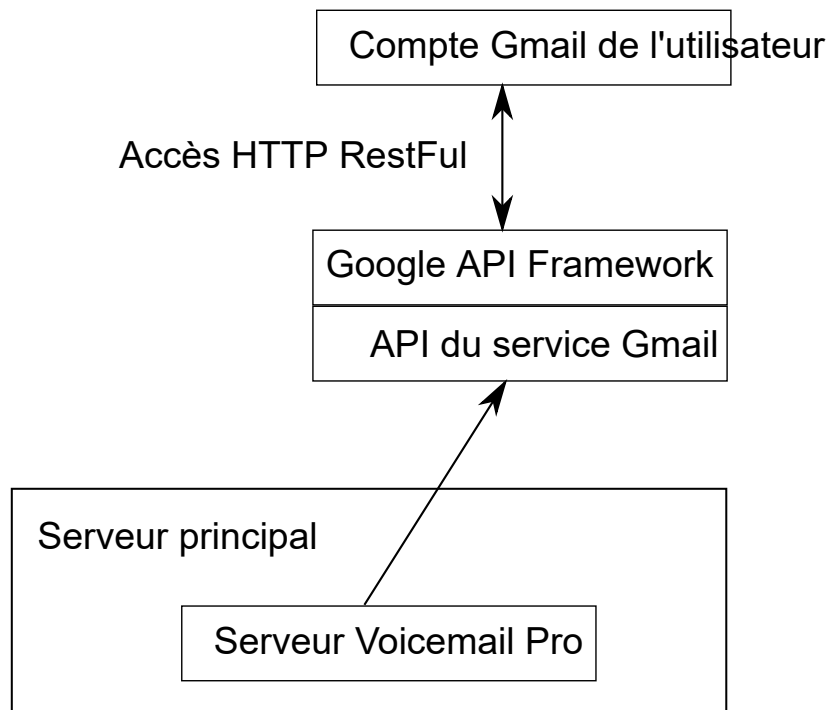 Compte Gmail de l'utilisateur
Accès HTTP RestFul
Google API Framework
API du service Gmail
Serveur principal
Serveur Voicemail Pro